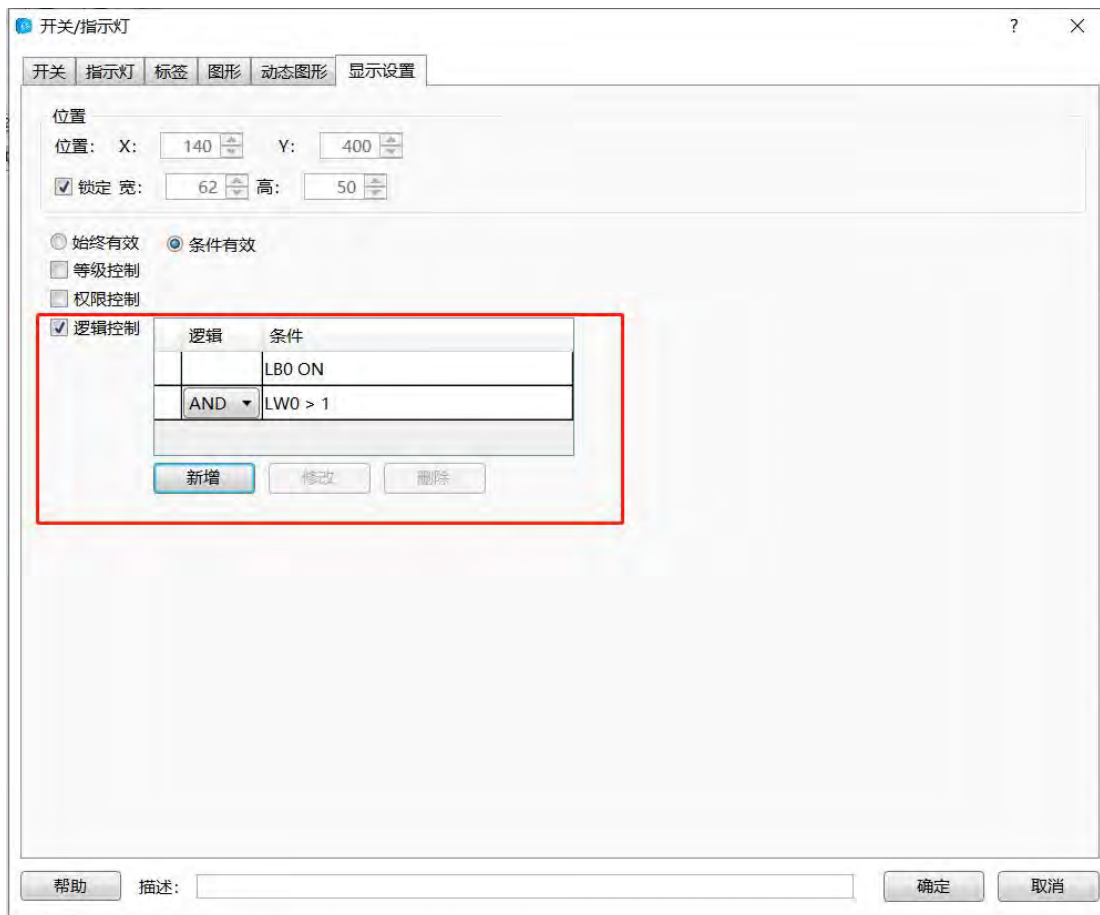 开关/指示灯 ?
开关 指示灯 标签 图形 动态图形 显示设置
位置
位置: X: 140 Y: 400
锁定 宽: 62 高: 50
始终有效 条件有效
等级控制
权限控制
逻辑控制 逻辑 条件
LB0 ON
AND LW0 > 1
新增 修改 删除
帮助 描述: 确定 取消